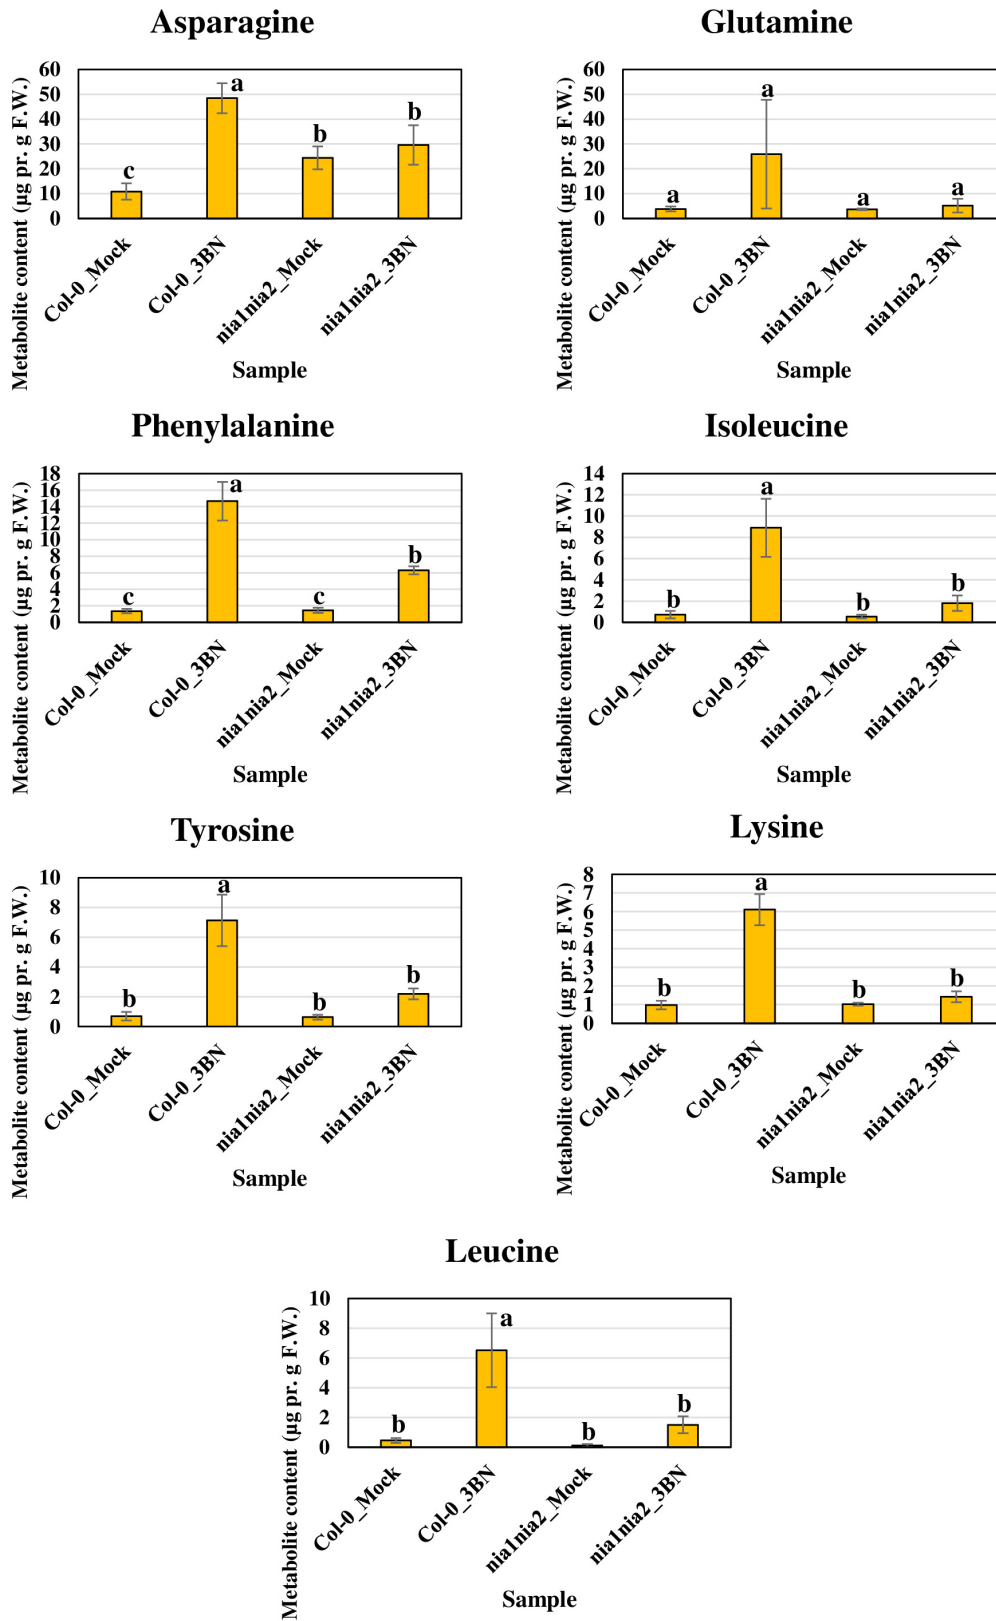 Asparagine
Metabolite content (µg pr. g F.W.)
60
50
40
30
20
10
0
c
a
b
b
Col-0_Mock
Col-0_3BN
nia1nia2_Mock
nia1nia2_3BN
Sample
Glutamine
Metabolite content (µg pr. g F.W.)
60
50
40
30
20
10
0
a
a
a
a
Col-0_Mock
Col-0_3BN
nia1nia2_Mock
nia1nia2_3BN
Sample
Phenylalanine
Metabolite content (µg pr. g F.W.)
18
16
14
12
10
8
6
4
2
0
c
a
c
b
Col-0_Mock
Col-0_3BN
nia1nia2_Mock
nia1nia2_3BN
Sample
Isoleucine
Metabolite content (µg pr. g F.W.)
14
12
10
8
6
4
2
0
b
a
b
b
Col-0_Mock
Col-0_3BN
nia1nia2_Mock
nia1nia2_3BN
Sample
Tyrosine
Metabolite content (µg pr. g F.W.)
10
8
6
4
2
0
b
a
b
b
Col-0_Mock
Col-0_3BN
nia1nia2_Mock
nia1nia2_3BN
Sample
Lysine
Metabolite content (µg pr. g F.W.)
8
7
6
5
4
3
2
1
0
b
a
b
b
Col-0_Mock
Col-0_3BN
nia1nia2_Mock
nia1nia2_3BN
Sample
Leucine
Metabolite content (µg pr. g F.W.)
10
8
6
4
2
0
b
a
b
b
Col-0_Mock
Col-0_3BN
nia1nia2_Mock
nia1nia2_3BN
Sample